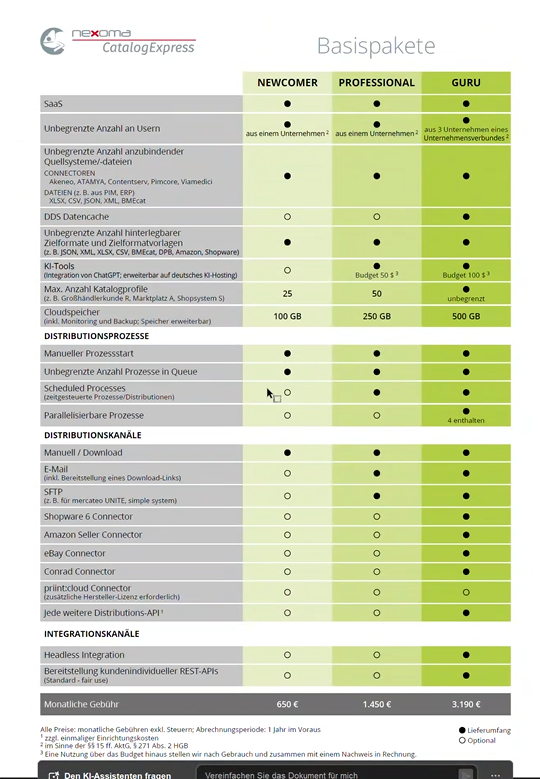 nexoma
CatalogExpress
Basispakete
NEWCOMER PROFESSIONAL GURU
SaaS
Unbegrenzte Anzahl an Usern
aus einem Unternehmen ² aus einem Unternehmen ² aus 3 Unternehmen eines
Unternehmensverbundes ²
Unbegrenzte Anzahl anzubindender
Quellsysteme/-dateien
CONNECTOREN
Akeneo, ATAMYA, Contentserv, Pimcore, Viamedici
DATEIEN (z. B. aus PIM, ERP)
XLSX, CSV, JSON, XML, BMEcat
DDS Datencache
Unbegrenzte Anzahl hinterlegbarer
Zielformate und Zielformatvorlagen
(z. B. JSON, XML, XLSX, CSV, BMEcat, DPB, Amazon, Shopware)
KI-Tools
(Integration von ChatGPT; erweiterbar auf deutsches KI-Hosting)
Budget 50 $ ³ Budget 100 $ ³
Max. Anzahl Katalogprofile
(z. B. Großhändlerkunde R, Marktplatz A, Shopsystem S)
25 50 unbegrenzt
Cloudspeicher
(inkl. Monitoring und Backup; Speicher erweiterbar)
100 GB 250 GB 500 GB
DISTRIBUTIONSPROZESSE
Manueller Prozessstart
Unbegrenzte Anzahl Prozesse in Queue
Scheduled Processes
(zeitgesteuerte Prozesse/Distributionen)
Parallelisierbare Prozesse
4 enthalten
DISTRIBUTIONSKANÄLE
Manuell / Download
E-Mail
(inkl. Bereitstellung eines Download-Links)
SFTP
(z. B. für mercateo UNITE, simple system)
Shopware 6 Connector
Amazon Seller Connector
eBay Connector
Conrad Connector
priint:cloud Connector
(zusätzliche Hersteller-Lizenz erforderlich)
Jede weitere Distributions-API ¹
INTEGRATIONSKANÄLE
Headless Integration
Bereitstellung kundenindividueller REST-APIs
(Standard - fair use)
Monatliche Gebühr 650 € 1.450 € 3.190 €
Alle Preise: monatliche Gebühren exkl. Steuern; Abrechnungsperiode: 1 Jahr im Voraus
¹ zzgl. einmaliger Einrichtungskosten
² im Sinne der §§ 15 ff. AktG, § 271 Abs. 2 HGB
³ Eine Nutzung über das Budget hinaus stellen wir nach Gebrauch und zusammen mit einem Nachweis in Rechnung.
Lieferumfang
Optional
Den KI-Assistenten fragen
Vereinfachen Sie das Dokument für mich